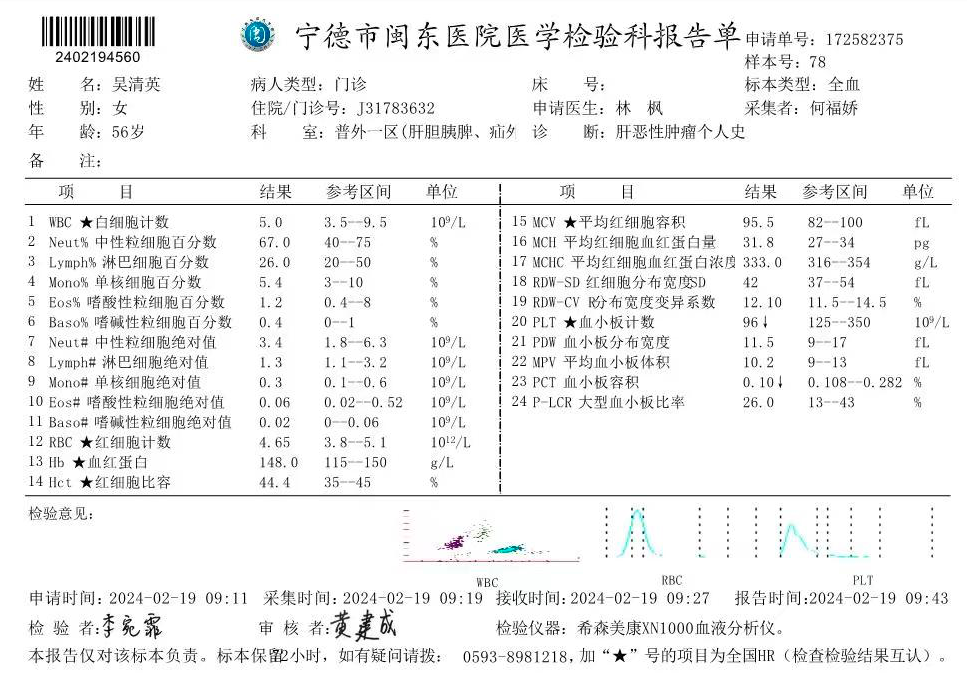 宁德市闽东医院医学检验科报告单
2402194560
申请单号：172582375
样本号：78
姓 名：吴清英 病人类型：门诊 床 号： 标本类型：全血
性 别：女 住院/门诊号：J31783632 申请医生：林 枫 采集者：何福娇
年 龄：56岁 科 室：普外一区(肝胆胰脾、疝外 诊 断：肝恶性肿瘤个人史
备 注：
项 目 结果 参考区间 单位 项 目 结果 参考区间 单位
1 WBC ★白细胞计数 5.0 3.5--9.5 10⁹/L
2 Neut% 中性粒细胞百分数 67.0 40--75 %
3 Lymph% 淋巴细胞百分数 26.0 20--50 %
4 Mono% 单核细胞百分数 5.4 3--10 %
5 Eos% 嗜酸性粒细胞百分数 1.2 0.4--8 %
6 Baso% 嗜碱性粒细胞百分数 0.4 0--1 %
7 Neut# 中性粒细胞绝对值 3.4 1.8--6.3 10⁹/L
8 Lymph# 淋巴细胞绝对值 1.3 1.1--3.2 10⁹/L
9 Mono# 单核细胞绝对值 0.3 0.1--0.6 10⁹/L
10 Eos# 嗜酸性粒细胞绝对值 0.06 0.02--0.52 10⁹/L
11 Baso# 嗜碱性粒细胞绝对值 0.02 0--0.06 10⁹/L
12 RBC ★红细胞计数 4.65 3.8--5.1 10¹²/L
13 Hb ★血红蛋白 148.0 115--150 g/L
14 Hct ★红细胞比容 44.4 35--45 %
15 MCV ★平均红细胞容积 95.5 82--100 fL
16 MCH 平均红细胞血红蛋白量 31.8 27--34 pg
17 MCHC 平均红细胞血红蛋白浓度 333.0 316--354 g/L
18 RDW-SD 红细胞分布宽度SD 42 37--54 fL
19 RDW-CV R分布宽度变异系数 12.10 11.5--14.5 %
20 PLT ★血小板计数 96↓ 125--350 10⁹/L
21 PDW 血小板分布宽度 11.5 9--17 fL
22 MPV 平均血小板体积 10.2 9--13 fL
23 PCT 血小板容积 0.10↓ 0.108--0.282 %
24 P-LCR 大型血小板比率 26.0 13--43 %
检验意见：
WBC RBC PLT
申请时间：2024-02-19 09:11 采集时间：2024-02-19 09:19 接收时间：2024-02-19 09:27 报告时间：2024-02-19 09:43
检 验 者：李宛霏 审 核 者：黄建成 检验仪器：希森美康XN1000血液分析仪。
本报告仅对该标本负责。标本保留72小时，如有疑问请拨： 0593-8981218，加“★”号的项目为全国HR（检查检验结果互认）。